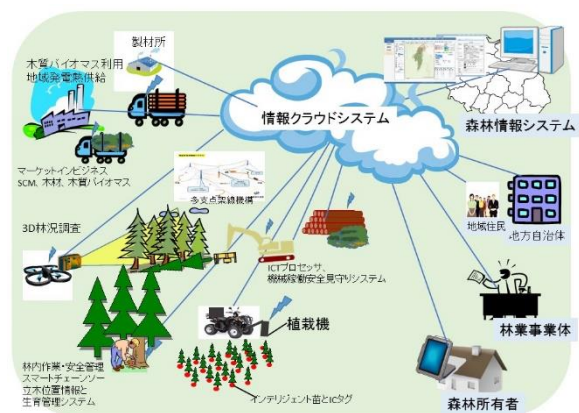 製材所
木質バイオマス利用
地域発電熱供給
情報クラウドシステム
森林情報システム
マーケットインビジネス
SCM、木材、木質バイオマス
多支点架線機構
3D林況調査
地域住民
地方自治体
ICTプロセッサ、
機械稼働安全見守りシステム
植栽機
林業事業体
林内作業・安全管理
スマートチェーンソー
立木位置情報と
生育管理システム
インテリジェント苗とICタグ
森林所有者